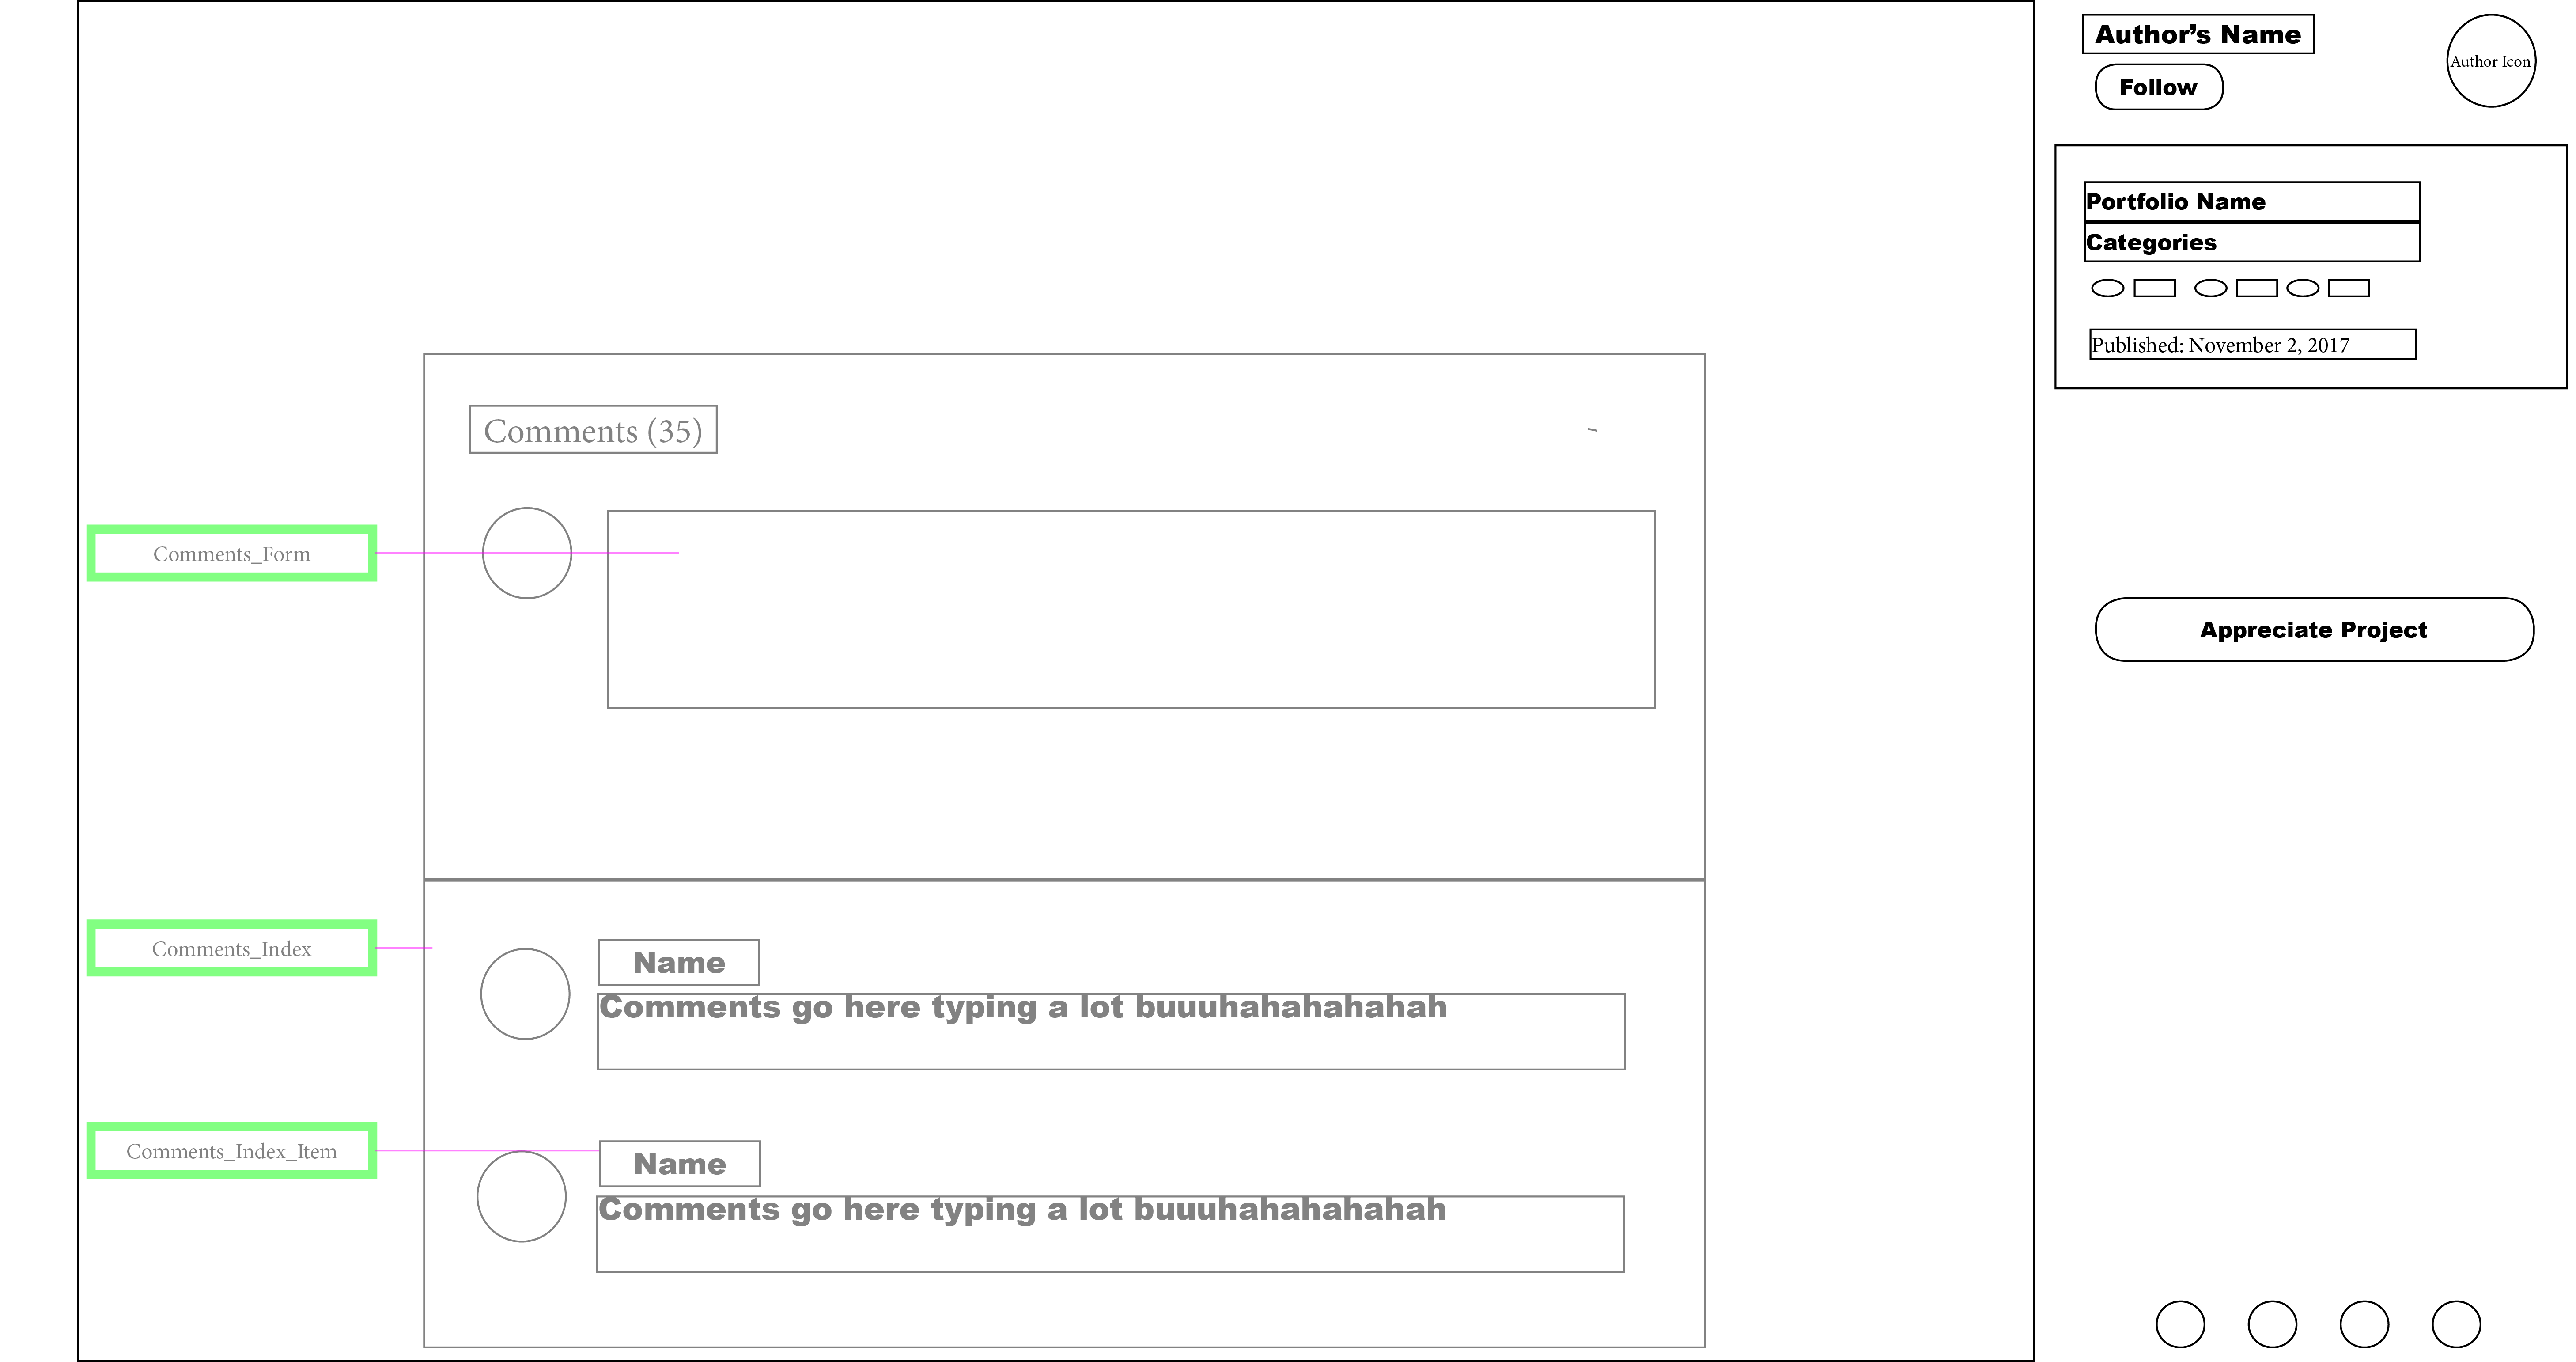 Author’s Name
Author Icon
Follow
Portfolio Name
Categories
Published: November 2, 2017
Comments (35)
Comments_Form
Appreciate Project
Comments_Index
Name
Comments go here typing a lot buuuhahahahahah
Comments_Index_Item
Name
Comments go here typing a lot buuuhahahahahah